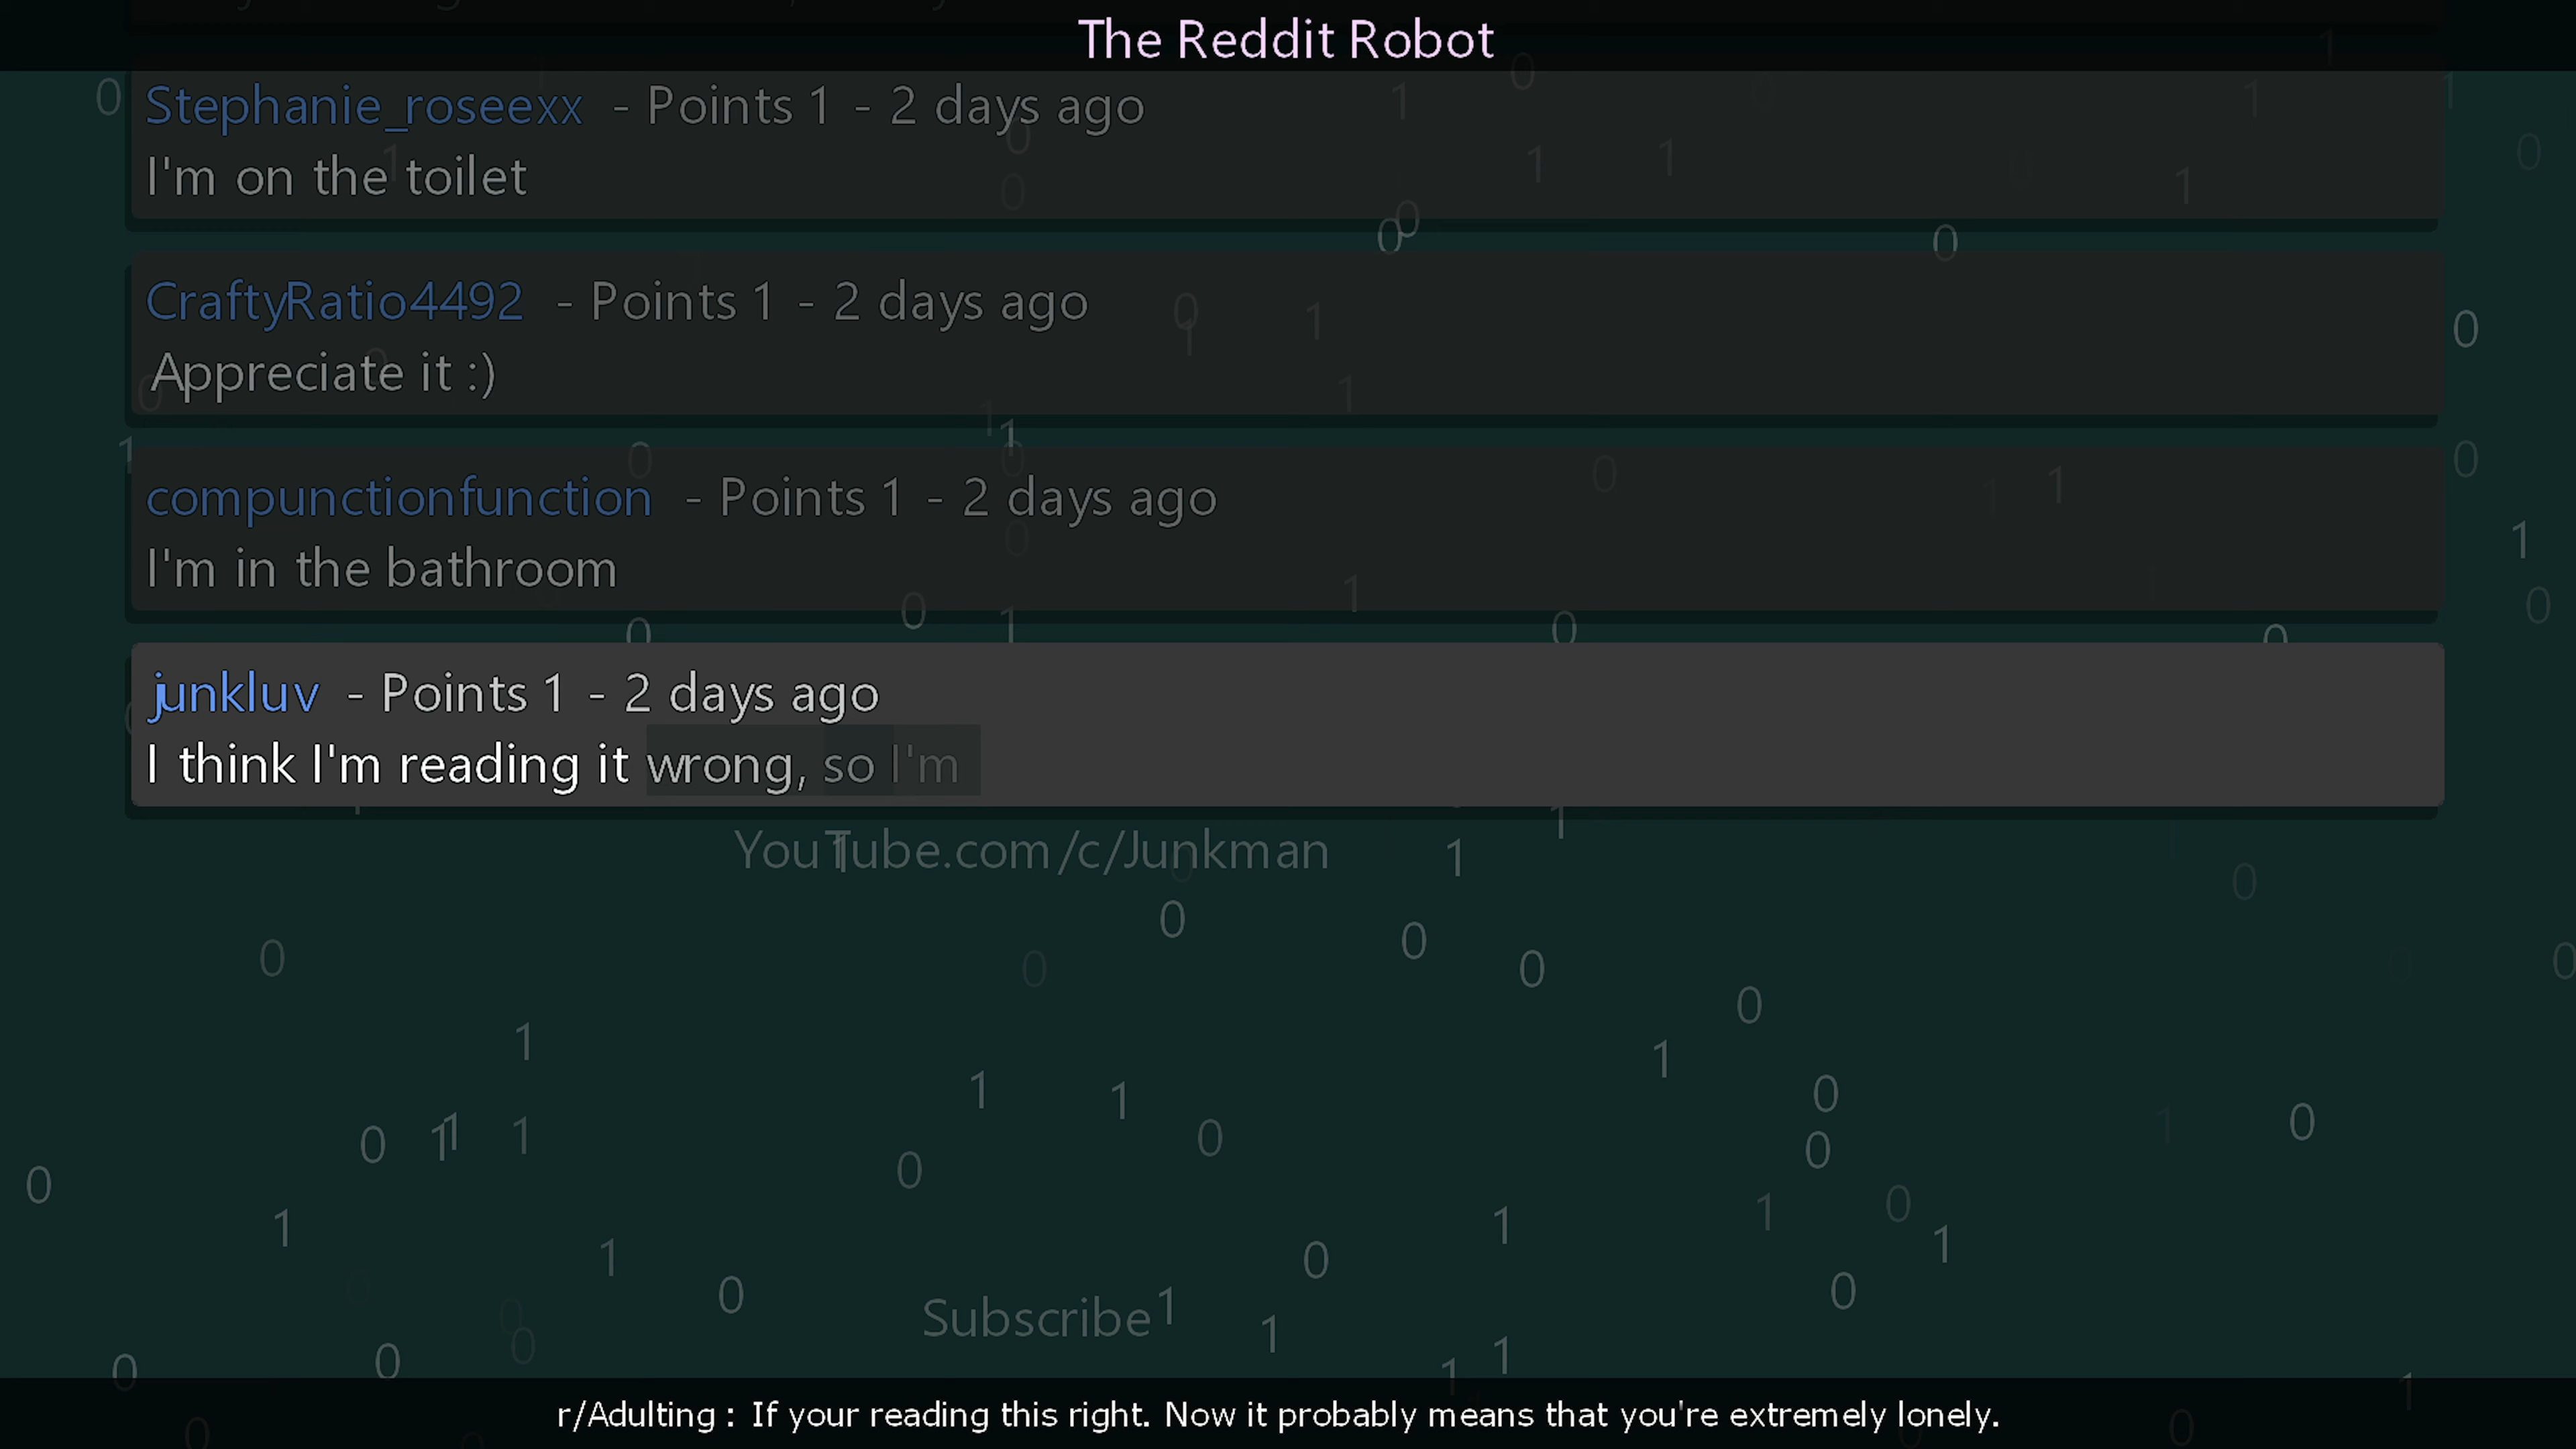 The Reddit Robot
Stephanie_roseexx - Points 1 - 2 days ago
I'm on the toilet
CraftyRatio4492 - Points 1 - 2 days ago
Appreciate it :)
compunctionfunction - Points 1 - 2 days ago
I'm in the bathroom
junkluv - Points 1 - 2 days ago
I think I'm reading it wrong, so I'm
YouTube.com/c/Junkman
Subscribe
r/Adulting : If your reading this right. Now it probably means that you're extremely lonely.